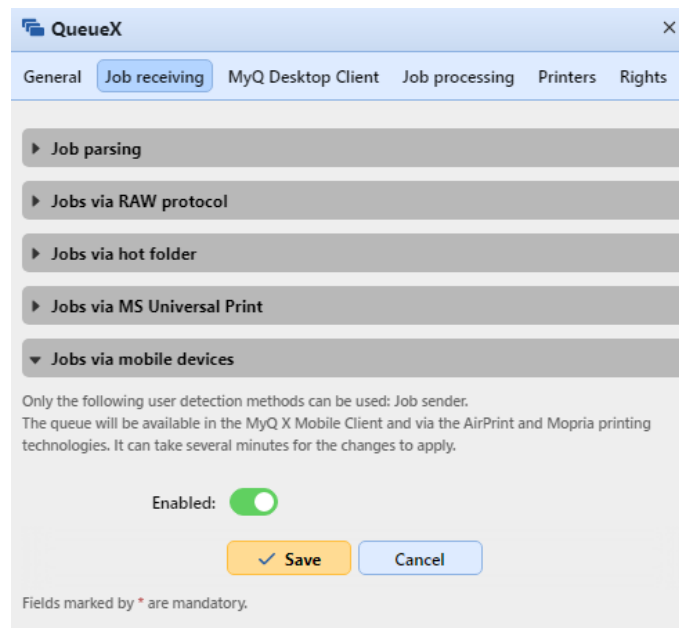 QueueX
General Job receiving MyQ Desktop Client Job processing Printers Rights
Job parsing
Jobs via RAW protocol
Jobs via hot folder
Jobs via MS Universal Print
Jobs via mobile devices
Only the following user detection methods can be used: Job sender.
The queue will be available in the MyQ X Mobile Client and via the AirPrint and Mopria printing
technologies. It can take several minutes for the changes to apply.
Enabled:
Save Cancel
Fields marked by * are mandatory.